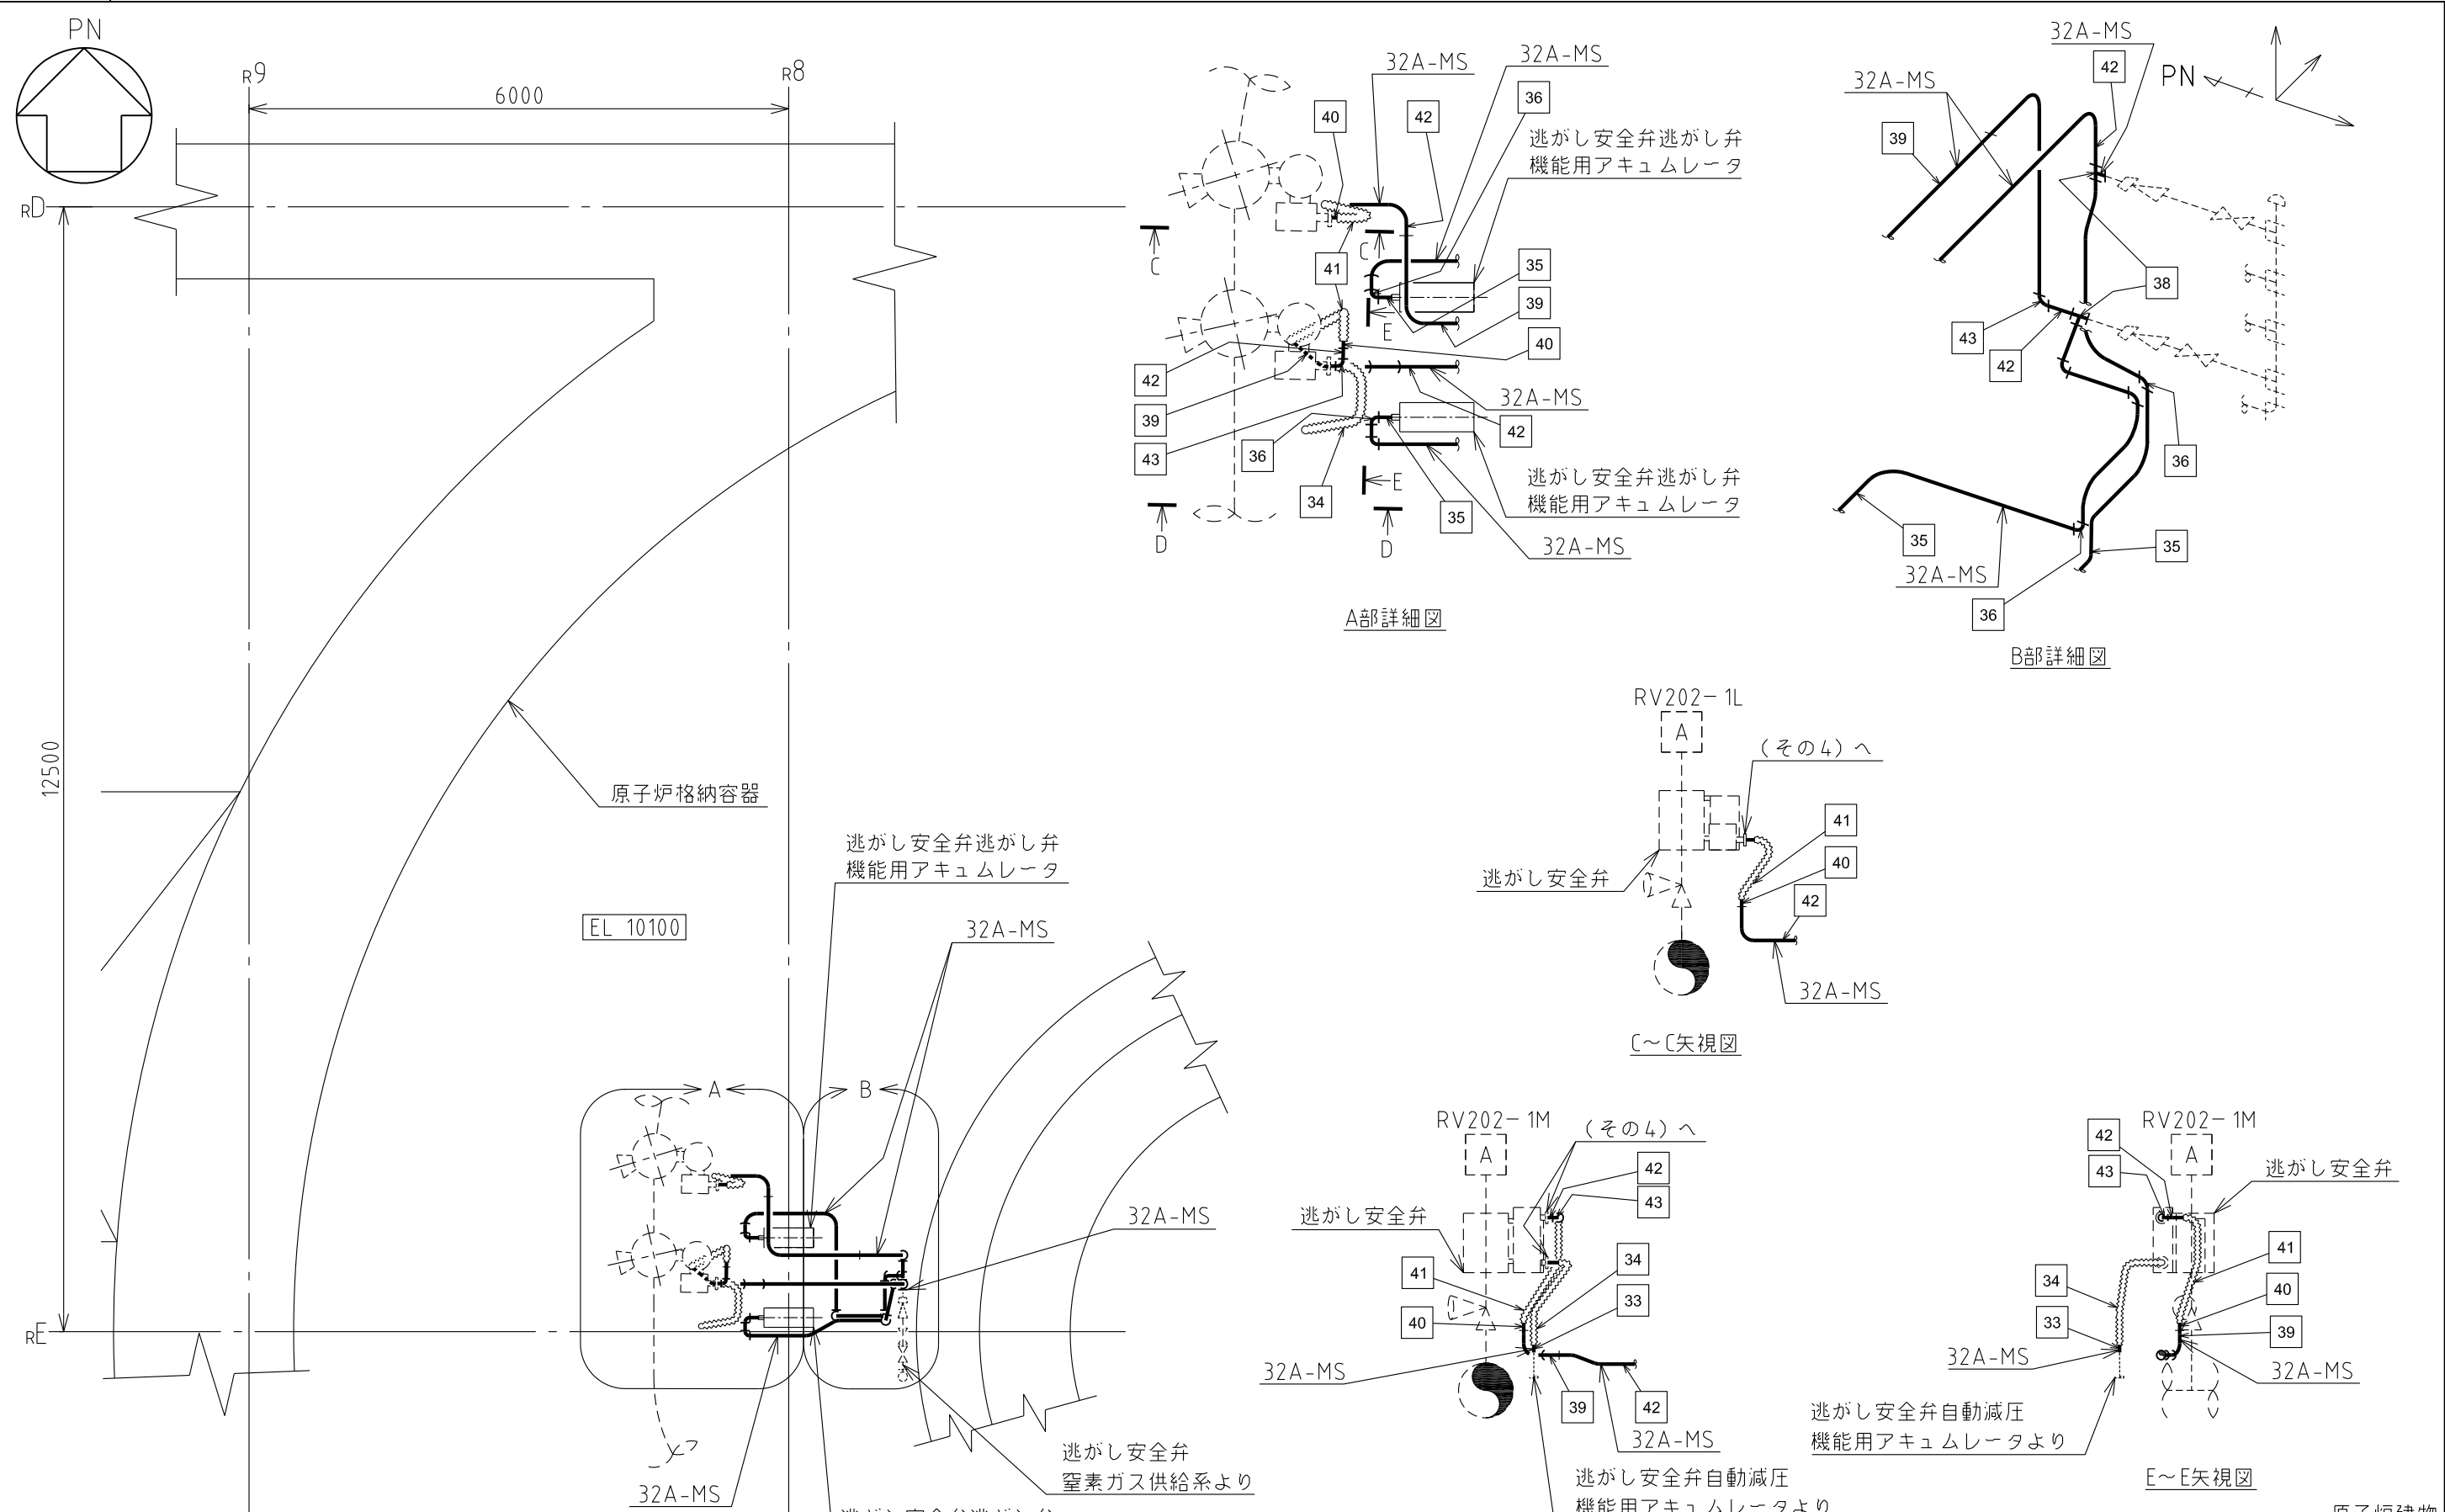 PN
R9
R8
6000
RD
12500
原子炉格納容器
EL 10100
逃がし安全弁逃がし弁
機能用アキュムレータ
32A-MS
A
B
32A-MS
RE
32A-MS
逃がし安全弁
窒素ガス供給系より
32A-MS
32A-MS
40
42
36
逃がし安全弁逃がし弁
機能用アキュムレータ
C
C
41
35
39
E
40
42
39
43
36
32A-MS
42
34
E
35
逃がし安全弁逃がし弁
機能用アキュムレータ
D
D
32A-MS
A部詳細図
32A-MS
42
PN
32A-MS
39
38
43
42
36
35
35
32A-MS
36
B部詳細図
RV202-1L
A
(その4)へ
41
40
逃がし安全弁
42
32A-MS
C~C矢視図
RV202-1M
A
(その4)へ
42
43
逃がし安全弁
41
34
40
33
32A-MS
39
42
32A-MS
逃がし安全弁自動減圧
機能用アキュムレータより
RV202-1M
42
A
43
逃がし安全弁
41
34
40
33
39
32A-MS
32A-MS
逃がし安全弁自動減圧
機能用アキュムレータより
E~E矢視図